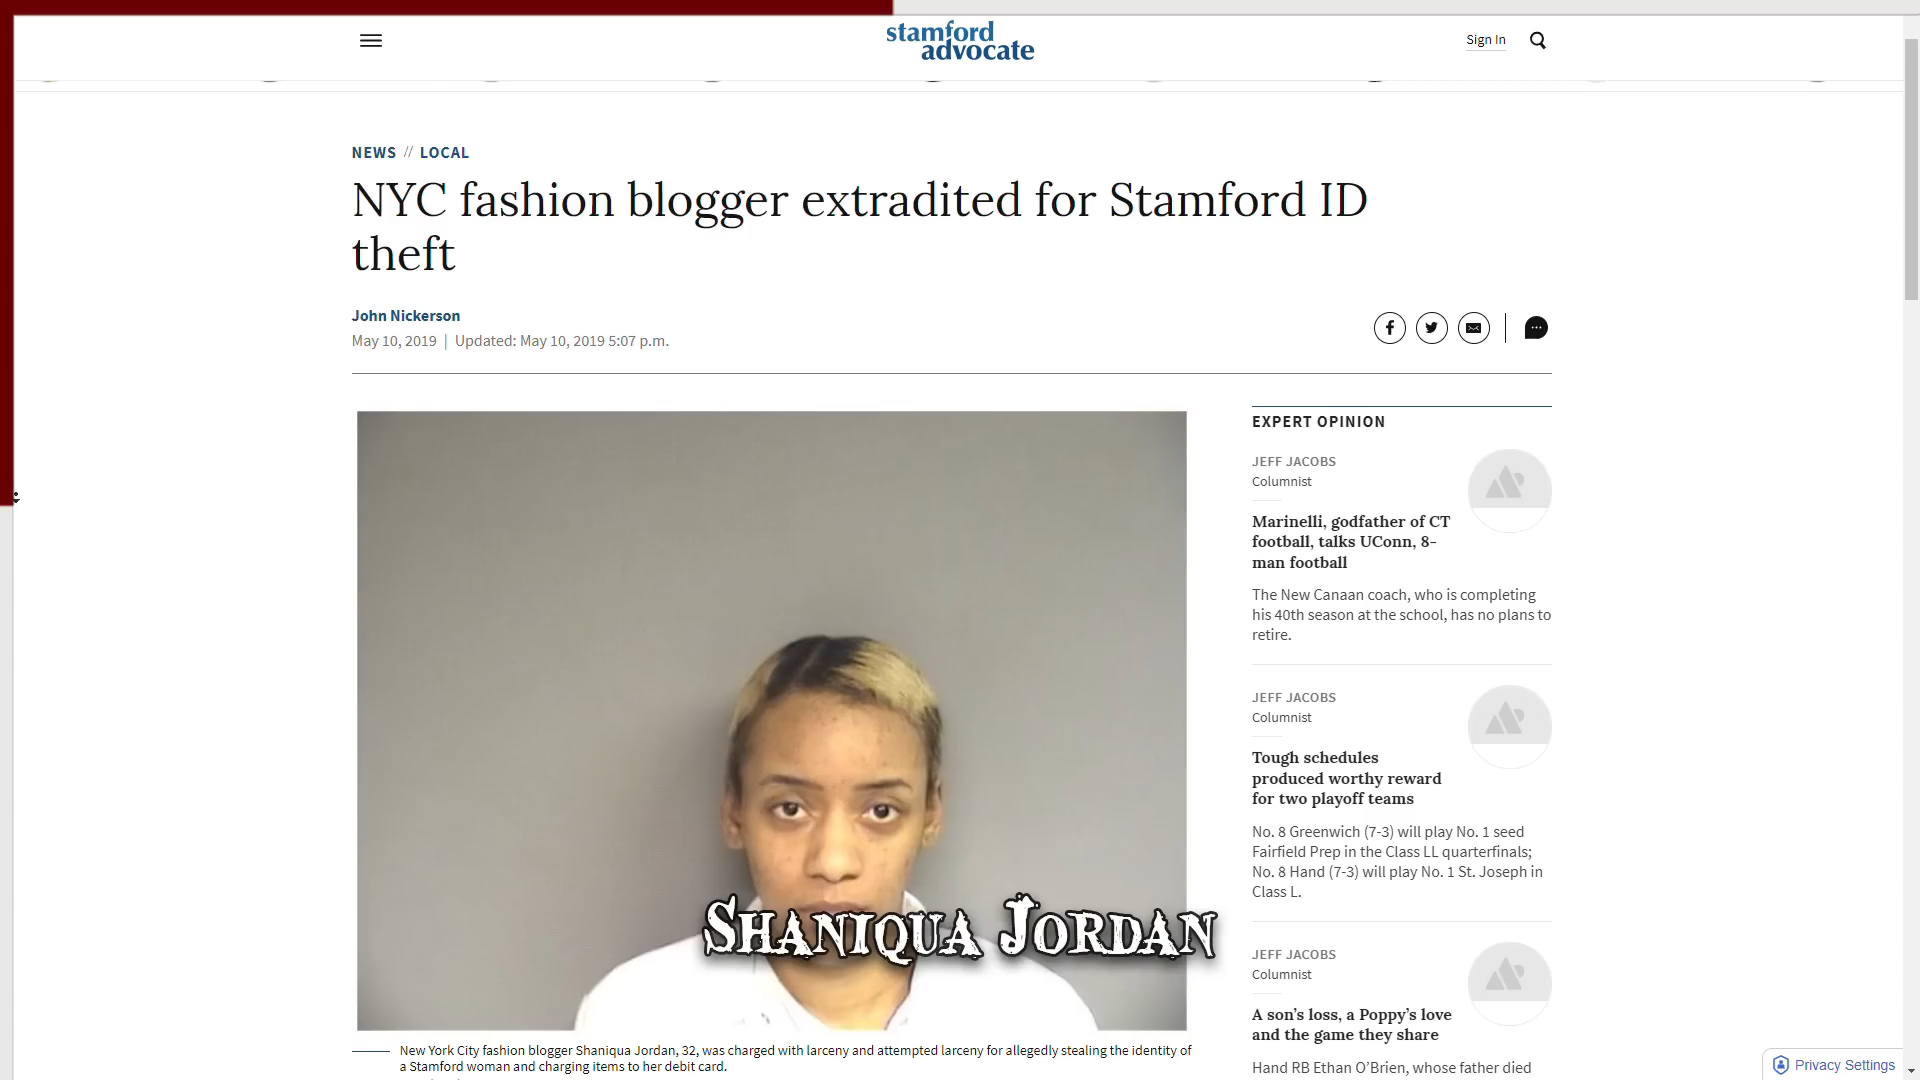 stamford
advocate
Sign In
NEWS // LOCAL
NYC fashion blogger extradited for Stamford ID
theft
John Nickerson
May 10, 2019 | Updated: May 10, 2019 5:07 p.m.
SHANIQUA JORDAN
New York City fashion blogger Shaniqua Jordan, 32, was charged with larceny and attempted larceny for allegedly stealing the identity of
a Stamford woman and charging items to her debit card.
EXPERT OPINION
JEFF JACOBS
Columnist
Marinelli, godfather of CT
football, talks UConn, 8-
man football
The New Canaan coach, who is completing
his 40th season at the school, has no plans to
retire.
JEFF JACOBS
Columnist
Tough schedules
produced worthy reward
for two playoff teams
No. 8 Greenwich (7-3) will play No. 1 seed
Fairfield Prep in the Class LL quarterfinals;
No. 8 Hand (7-3) will play No. 1 St. Joseph in
Class L.
JEFF JACOBS
Columnist
A son's loss, a Poppy's love
and the game they share
Hand RB Ethan O'Brien, whose father died
Privacy Settings